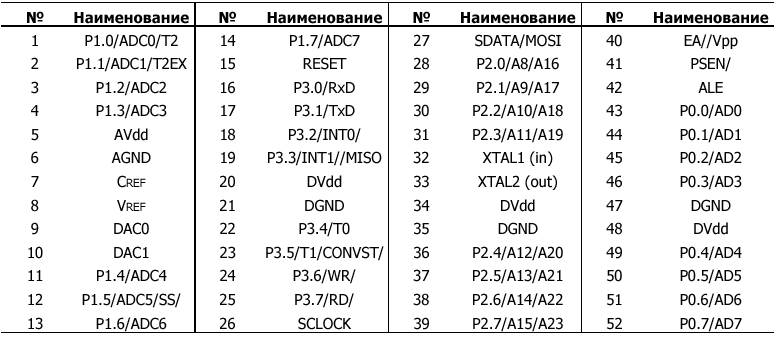 № Наименование № Наименование № Наименование № Наименование
1 P1.0/ADC0/T2 14 P1.7/ADC7 27 SDATA/MOSI 40 EA//Vpp
2 P1.1/ADC1/T2EX 15 RESET 28 P2.0/A8/A16 41 PSEN/
3 P1.2/ADC2 16 P3.0/RxD 29 P2.1/A9/A17 42 ALE
4 P1.3/ADC3 17 P3.1/TxD 30 P2.2/A10/A18 43 P0.0/AD0
5 AVdd 18 P3.2/INT0/ 31 P2.3/A11/A19 44 P0.1/AD1
6 AGND 19 P3.3/INT1//MISO 32 XTAL1 (in) 45 P0.2/AD2
7 CREF 20 DVdd 33 XTAL2 (out) 46 P0.3/AD3
8 VREF 21 DGND 34 DVdd 47 DGND
9 DAC0 22 P3.4/T0 35 DGND 48 DVdd
10 DAC1 23 P3.5/T1/CONVST/ 36 P2.4/A12/A20 49 P0.4/AD4
11 P1.4/ADC4 24 P3.6/WR/ 37 P2.5/A13/A21 50 P0.5/AD5
12 P1.5/ADC5/SS/ 25 P3.7/RD/ 38 P2.6/A14/A22 51 P0.6/AD6
13 P1.6/ADC6 26 SCLOCK 39 P2.7/A15/A23 52 P0.7/AD7